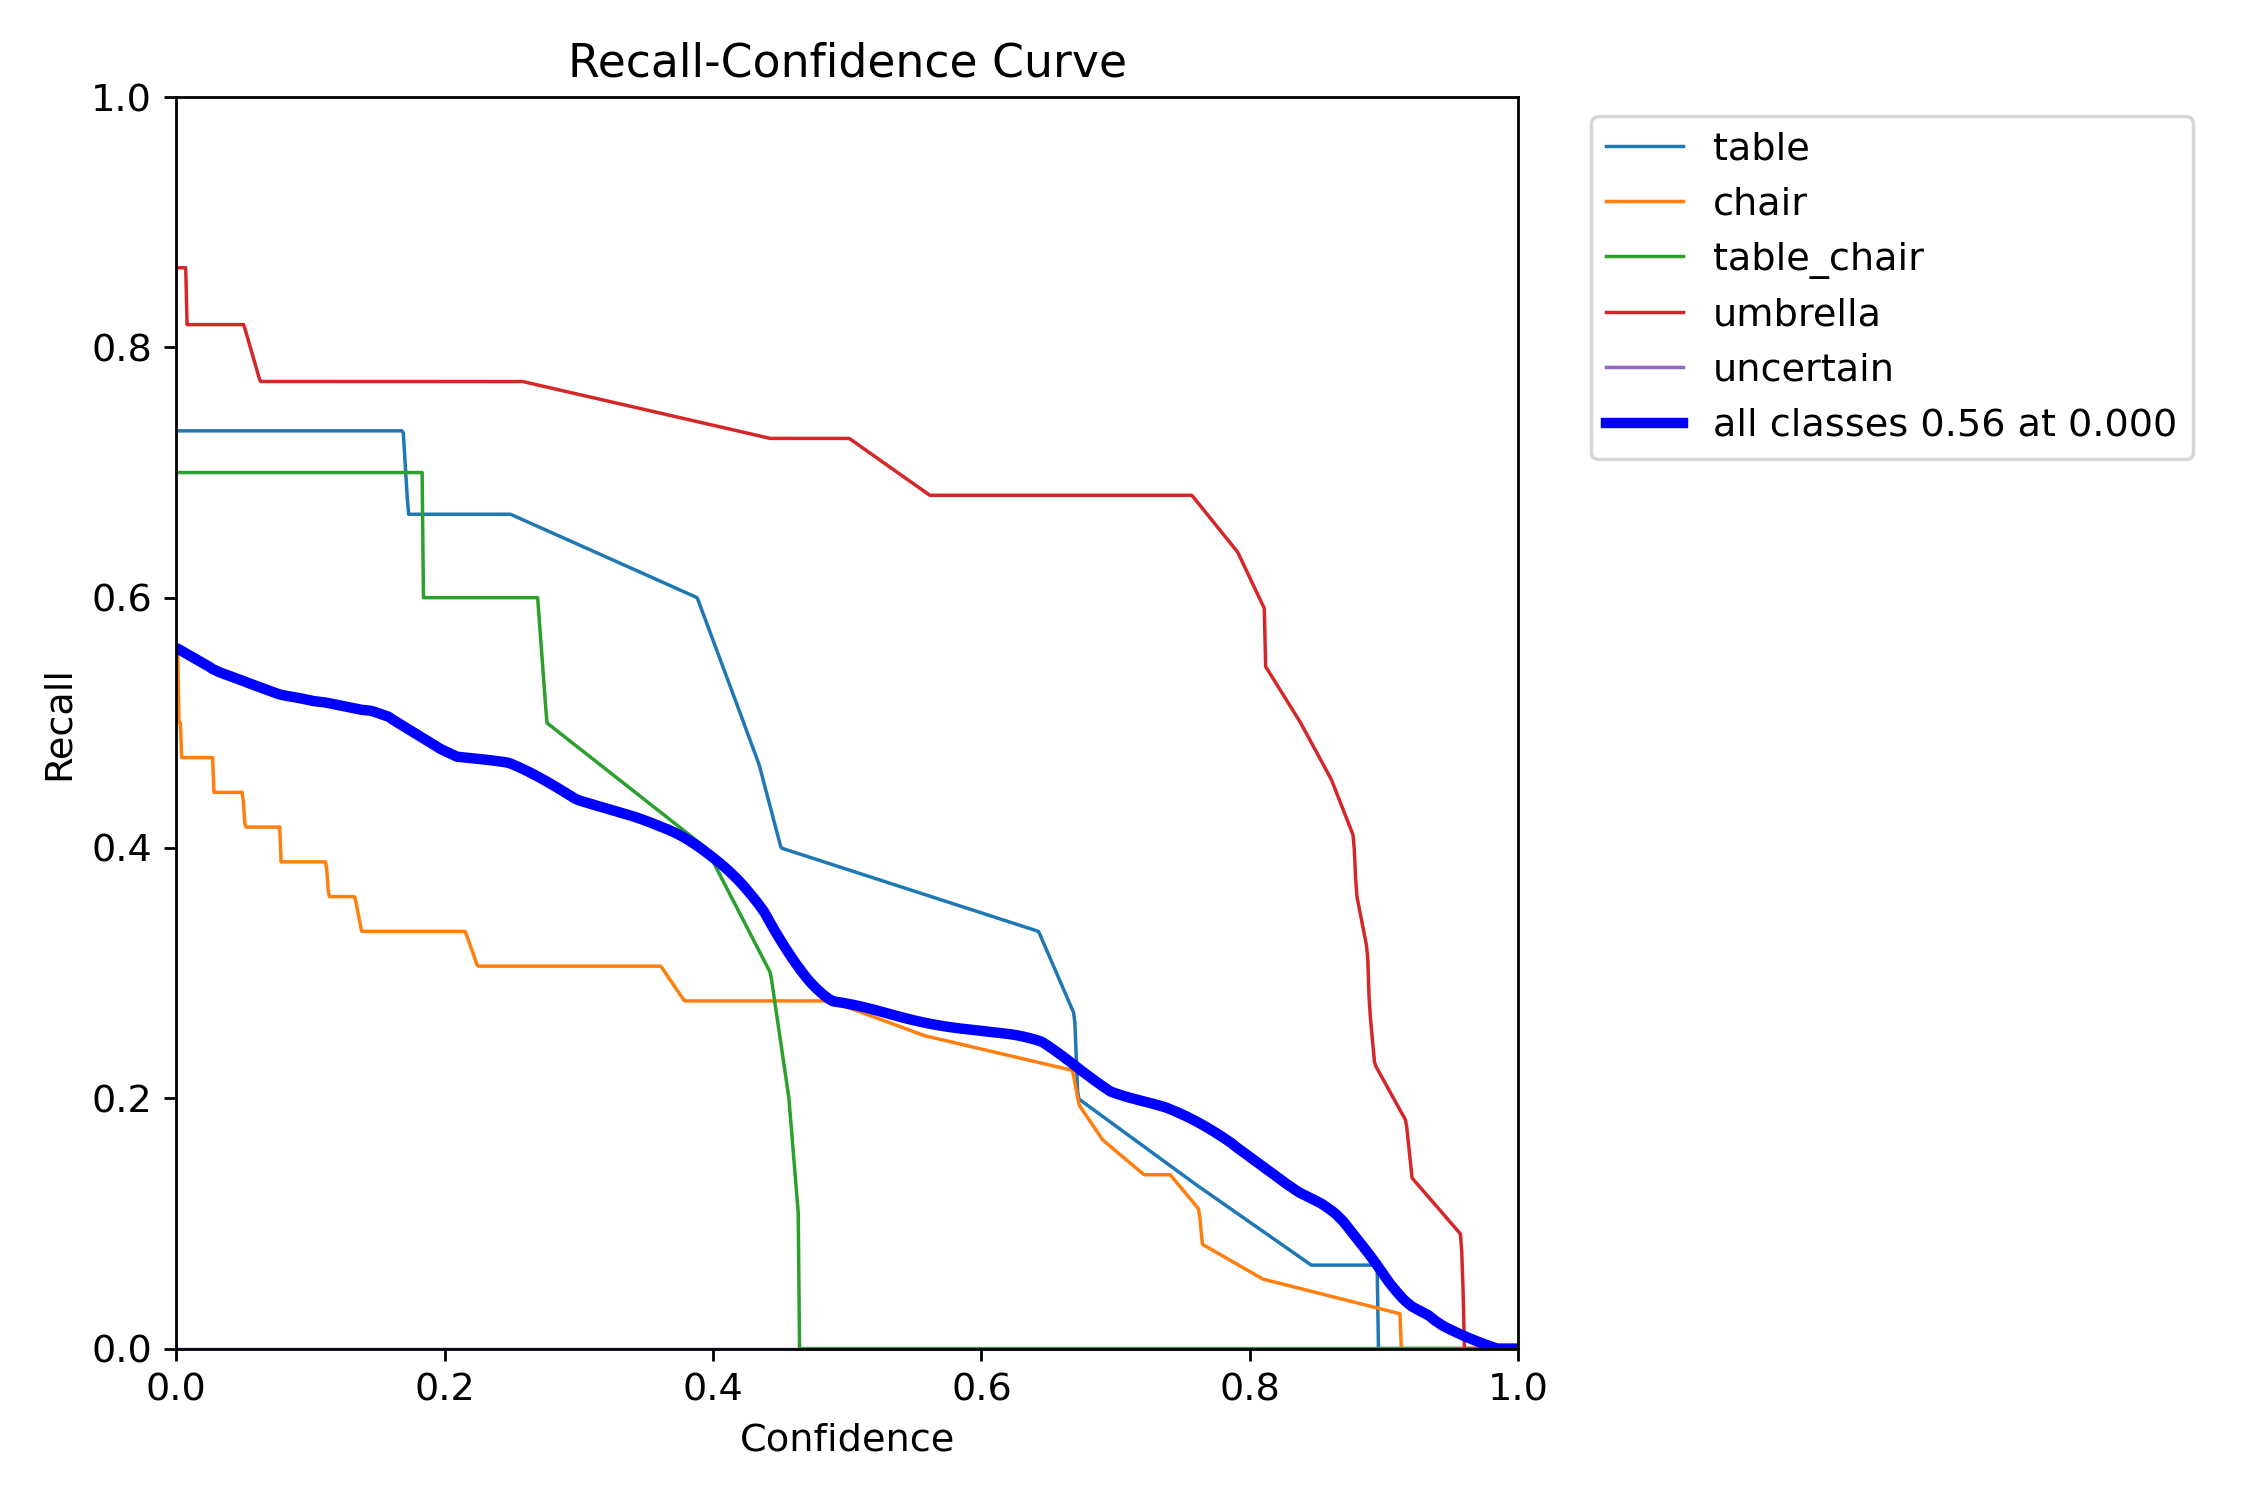 Recall-Confidence Curve
1.0
0.8
0.6
0.4
0.2
0.0
Recall
0.0 0.2 0.4 0.6 0.8 1.0
Confidence
table
chair
table_chair
umbrella
uncertain
all classes 0.56 at 0.000